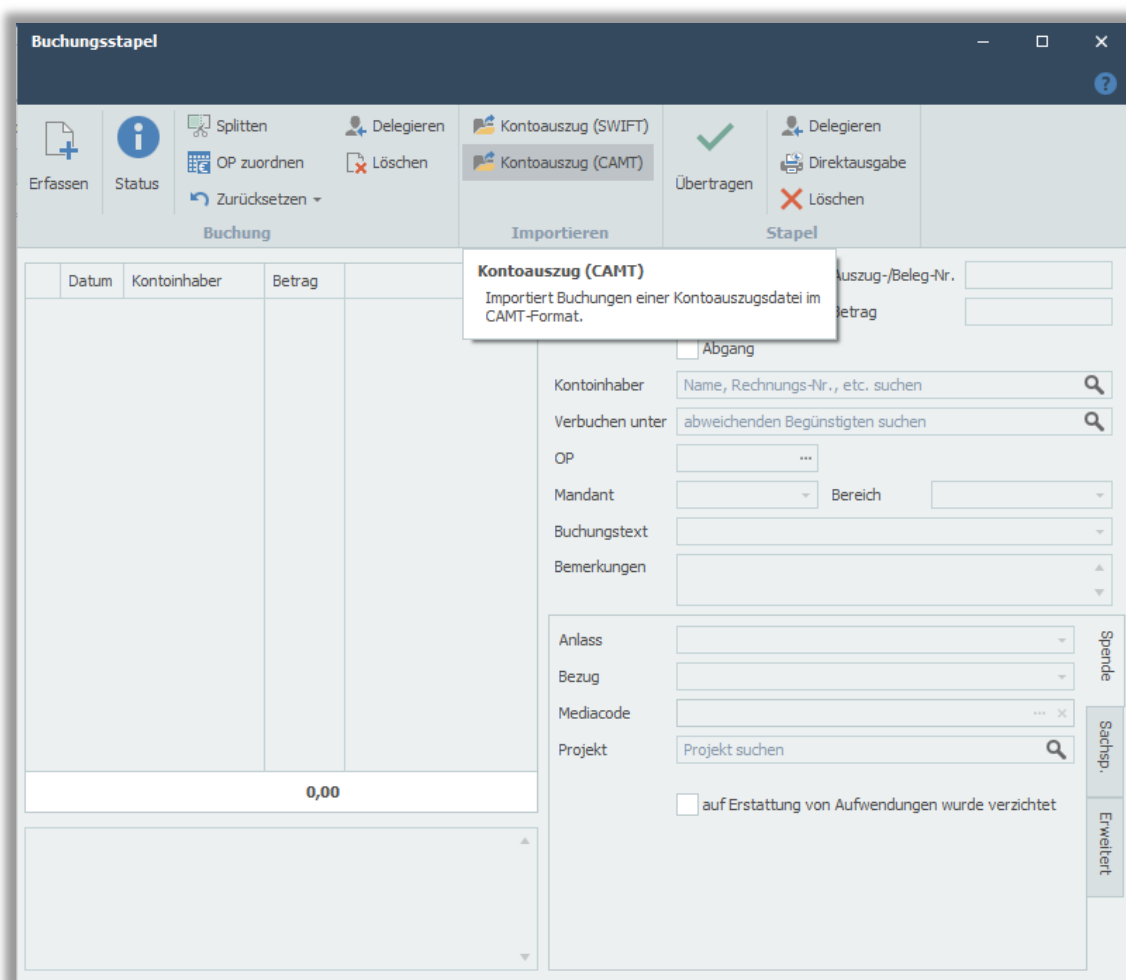 Buchungsstapel
Erfassen
Status
Splitten
OP zuordnen
Zurücksetzen
Delegieren
Löschen
Buchung
Kontoauszug (SWIFT)
Kontoauszug (CAMT)
Importieren
Übertragen
Delegieren
Direktausgabe
Löschen
Stapel
Kontoauszug (CAMT)
Importiert Buchungen einer Kontoauszugsdatei im
CAMT-Format.
Datum Kontoinhaber Betrag
0,00
Auszug-/Beleg-Nr.
Betrag
Abgang
Kontoinhaber Name, Rechnungs-Nr., etc. suchen
Verbuchen unter abweichenden Begünstigten suchen
OP ...
Mandant Bereich
Buchungstext
Bemerkungen
Anlass
Bezug
Mediacode ...
Projekt Projekt suchen
auf Erstattung von Aufwendungen wurde verzichtet
Spende
Sachsp.
Erweitert